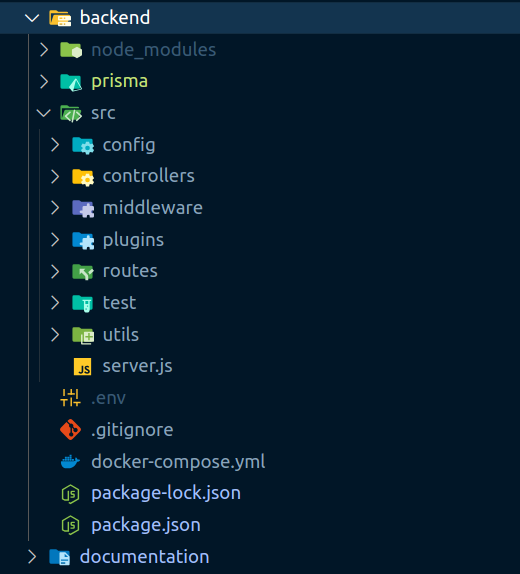 backend
node_modules
prisma
src
config
controllers
middleware
plugins
routes
test
utils
JS server.js
.env
.gitignore
docker-compose.yml
package-lock.json
package.json
documentation